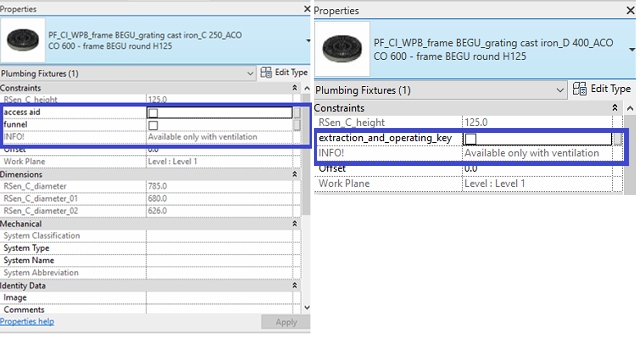 Properties
PF_CI_WPB_frame BEGU_grating cast iron_C 250_ACO
CO 600 - frame BEGU round H125
Plumbing Fixtures (1)
Edit Type
Constraints
RSen_C_height 125.0
access aid
funnel
INFO! Available only with ventilation
Offset 0.0
Work Plane Level : Level 1
Dimensions
RSen_C_diameter 785.0
RSen_C_diameter_01 680.0
RSen_C_diameter_02 626.0
Mechanical
System Classification
System Type
System Name
System Abbreviation
Identity Data
Image
Comments
Properties help
Apply
Properties
PF_CI_WPB_frame BEGU_grating cast iron_D 400_ACO
CO 600 - frame BEGU round H125
Plumbing Fixtures (1)
Edit Type
Constraints
RSen_C_height 125.0
extraction_and_operating_key
INFO! Available only with ventilation
Offset 0.0
Work Plane Level : Level 1